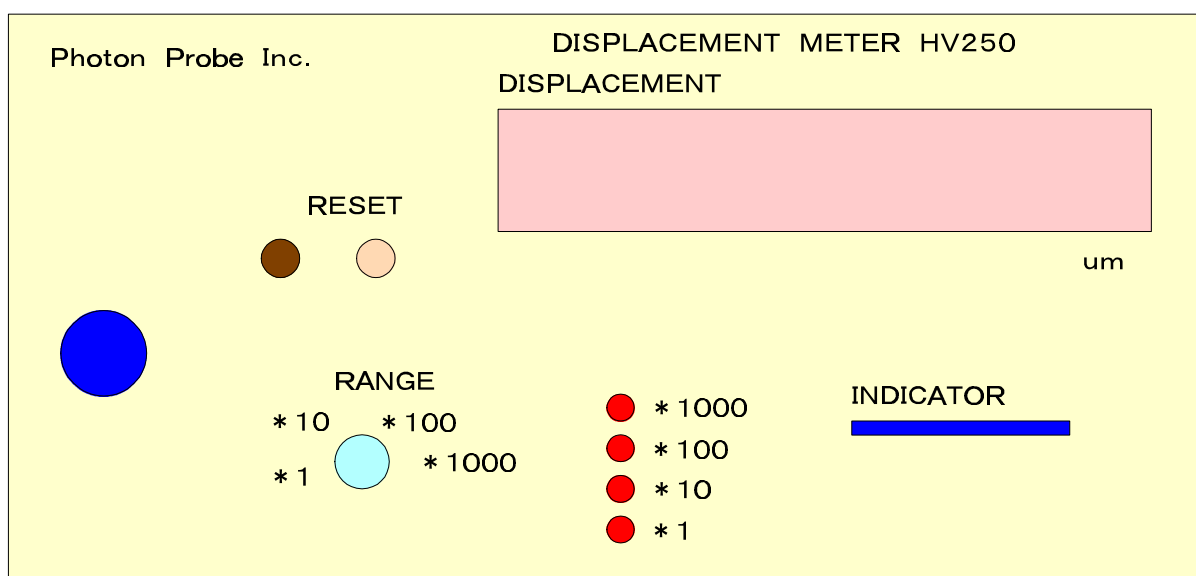 Photon Probe Inc.
DISPLACEMENT METER HV250
DISPLACEMENT
RESET
um
RANGE
*10 *100
*1 *1000
*1000
*100
*10
*1
INDICATOR